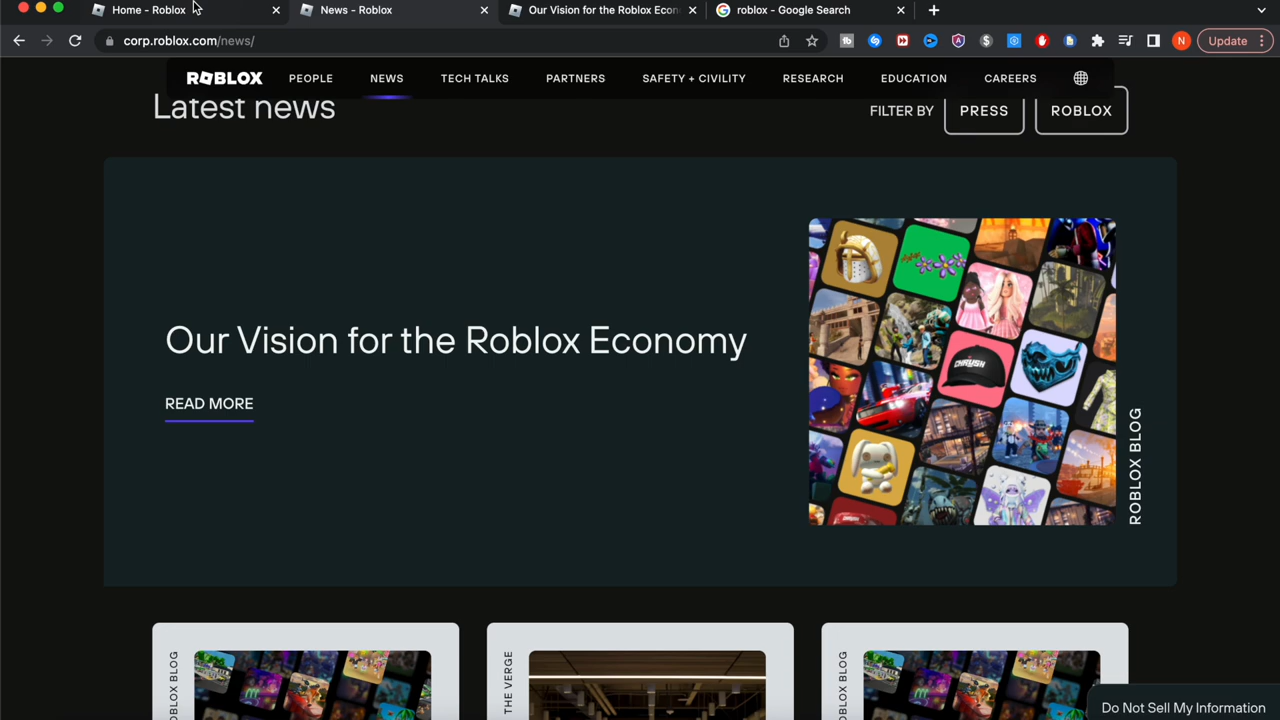 Home - Roblox
News - Roblox
Our Vision for the Roblox Econ
roblox - Google Search
corp.roblox.com/news/
N
Update
ROBLOX
PEOPLE
NEWS
TECH TALKS
PARTNERS
SAFETY + CIVILITY
RESEARCH
EDUCATION
CAREERS
Latest news
FILTER BY
PRESS
ROBLOX
Our Vision for the Roblox Economy
READ MORE
CHRUSH
ROBLOX BLOG
ROBLOX BLOG
THE VERGE
ROBLOX BLOG
Do Not Sell My Information